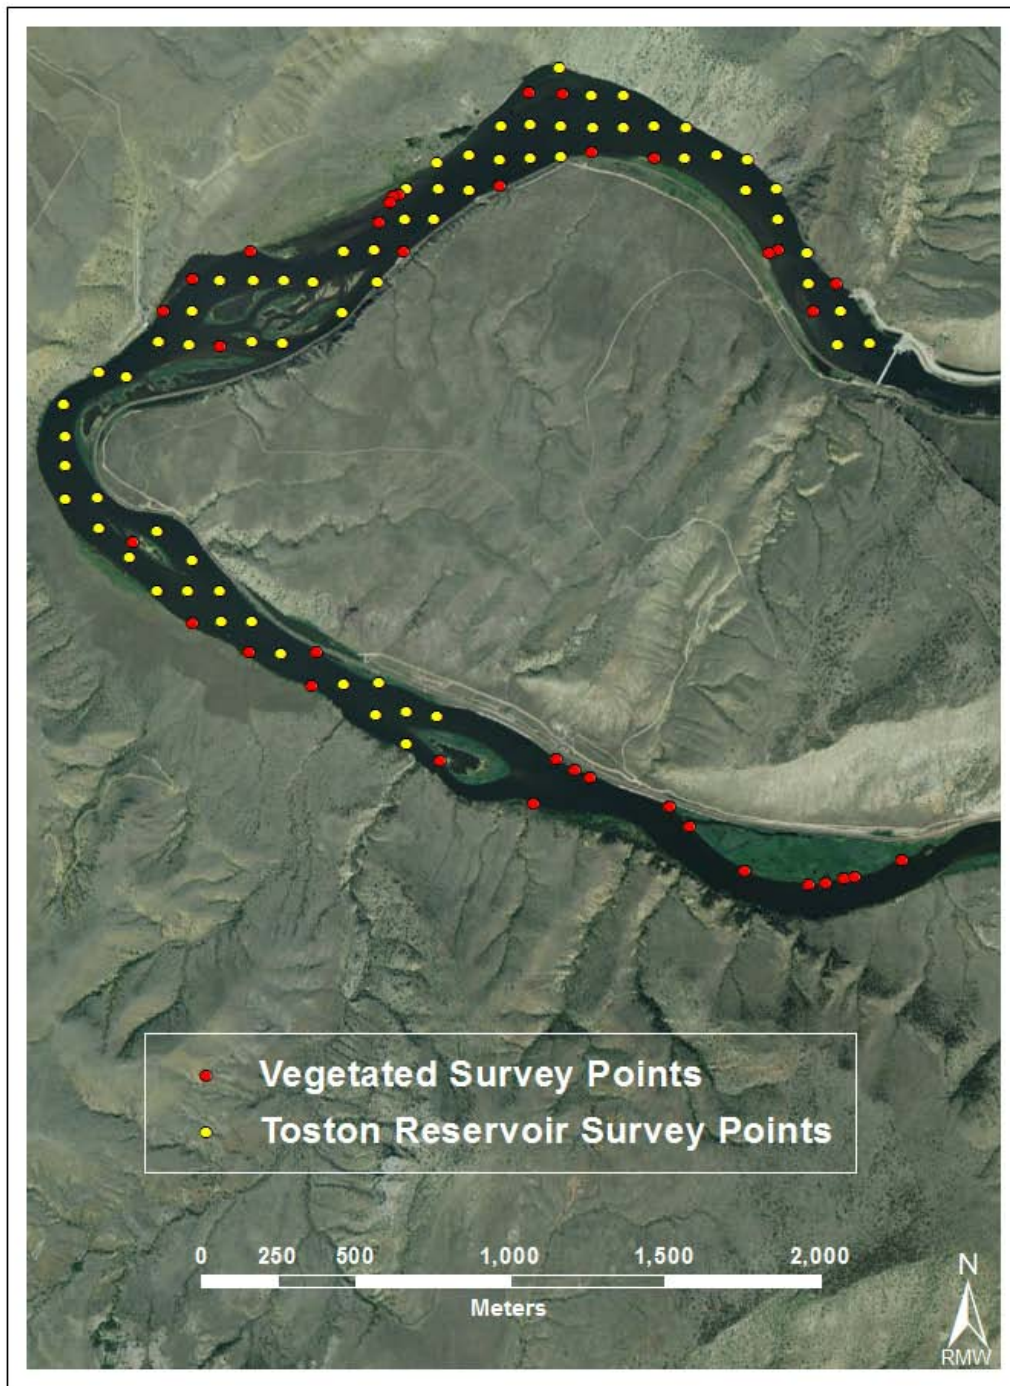 Vegetated Survey Points
Toston Reservoir Survey Points
0 250 500 1,000 1,500 2,000
Meters
N
RMW